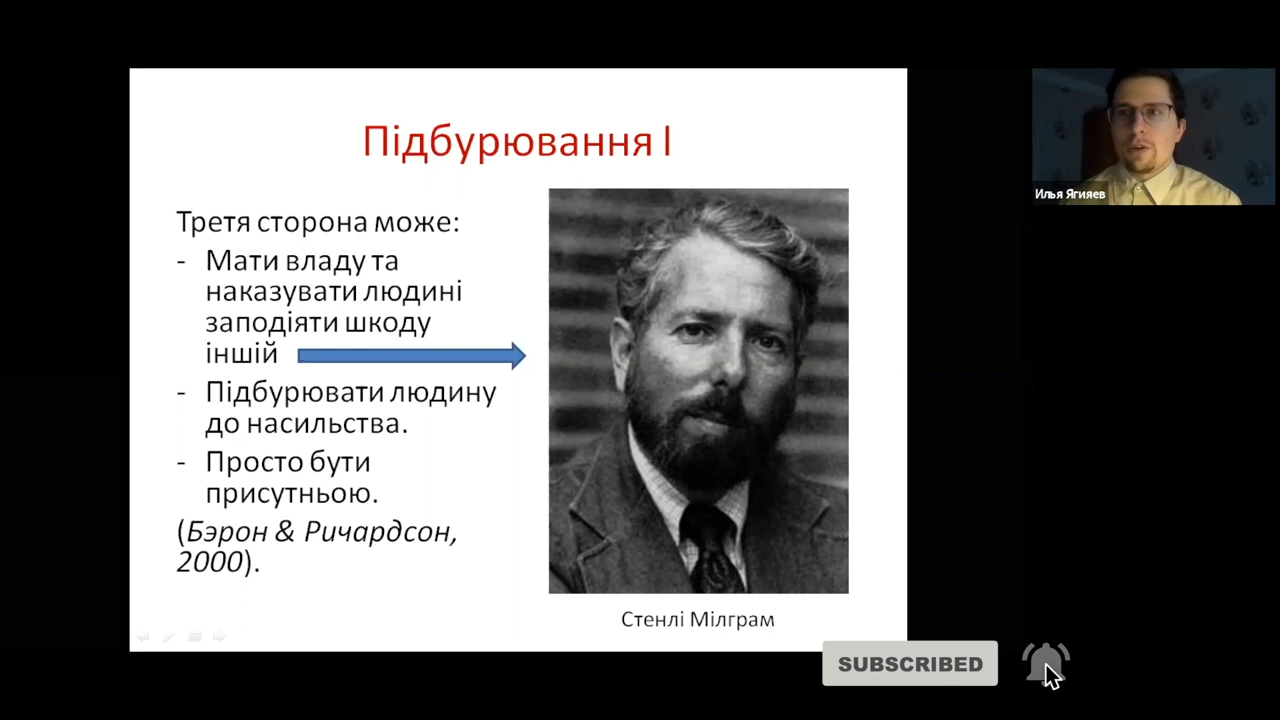 Підбурювання І
Третя сторона може:
- Мати владу та
наказувати людині
заподіяти шкоду
іншій
- Підбурювати людину
до насильства.
- Просто бути
присутньою.
(Бэрон & Ричардсон,
2000).
Стенлі Мілграм
Илья Ягияев
SUBSCRIBED